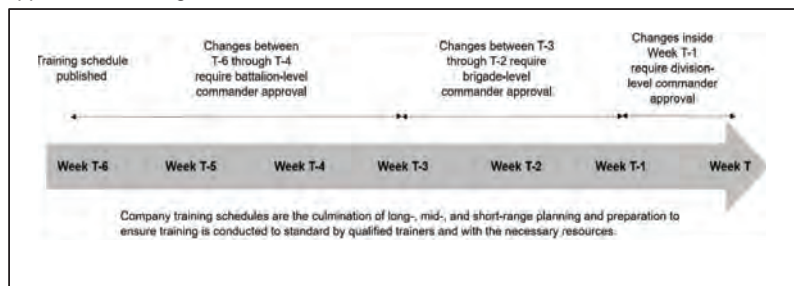 Training schedule
published
Changes between
T-6 through T-4
require battalion-level
commander approval
Changes between T-3
through T-2 require
brigade-level
commander approval
Changes inside
Week T-1
require division-
level commander
approval
Week T-6 Week T-5 Week T-4 Week T-3 Week T-2 Week T-1 Week T
Company training schedules are the culmination of long-, mid-, and short-range planning and preparation to
ensure training is conducted to standard by qualified trainers and with the necessary resources.